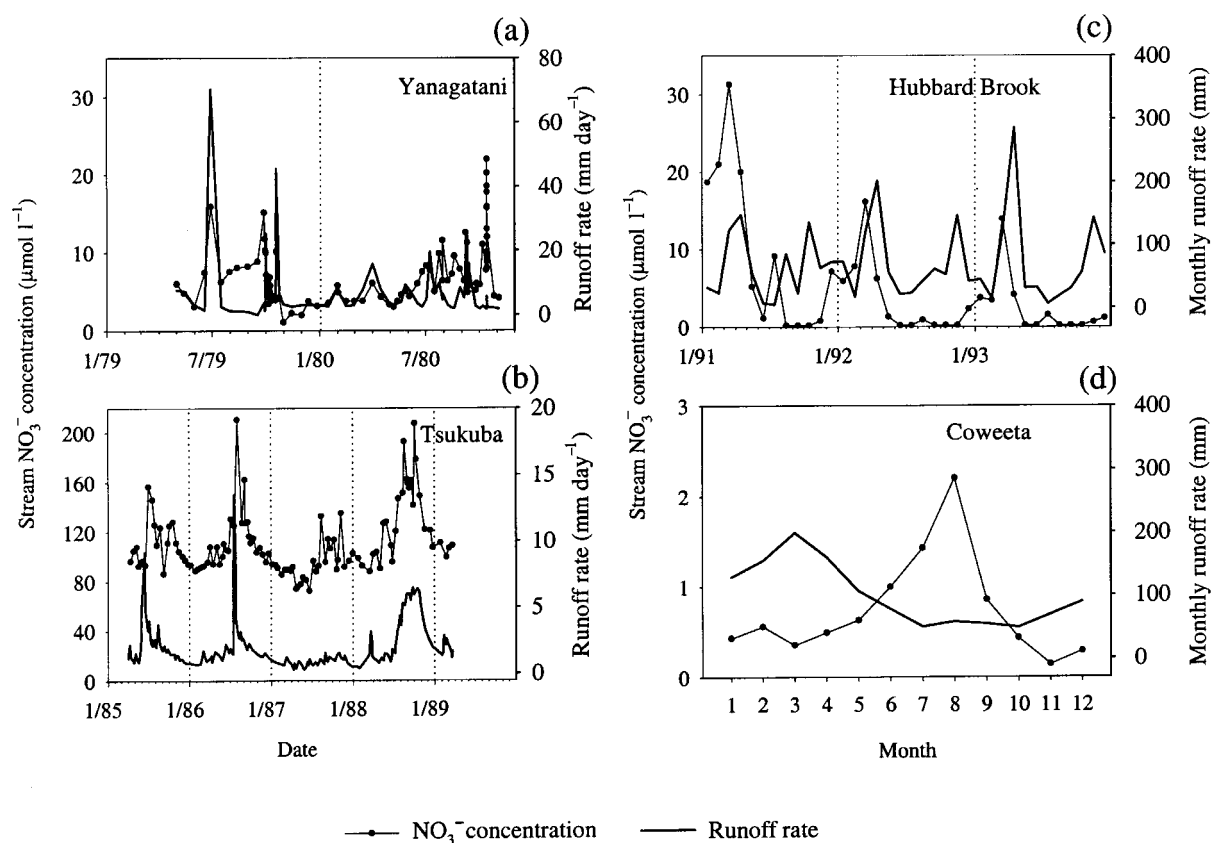 (a)
Yanagatani
Stream NO₃⁻ concentration (μmol l⁻¹)
30
20
10
0
Runoff rate (mm day⁻¹)
80
60
40
20
0
1/79 7/79 1/80 7/80
(b)
Tsukuba
200
160
120
80
40
0
Runoff rate (mm day⁻¹)
20
15
10
5
0
1/85 1/86 1/87 1/88 1/89
Date
(c)
Hubbard Brook
Stream NO₃⁻ concentration (μmol l⁻¹)
30
20
10
0
Monthly runoff rate (mm)
400
300
200
100
0
1/91 1/92 1/93
(d)
Coweeta
3
2
1
0
Monthly runoff rate (mm)
400
300
200
100
0
1 2 3 4 5 6 7 8 9 10 11 12
Month
NO₃⁻ concentration Runoff rate